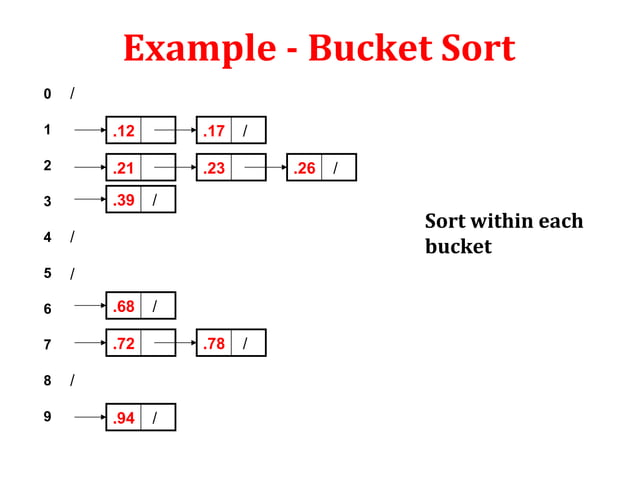 Example - Bucket Sort
0 /
1 .12 .17 /
2 .21 .23 .26 /
3 .39 /
Sort within each
bucket
4 /
5 /
6 .68 /
7 .72 .78 /
8 /
9 .94 /